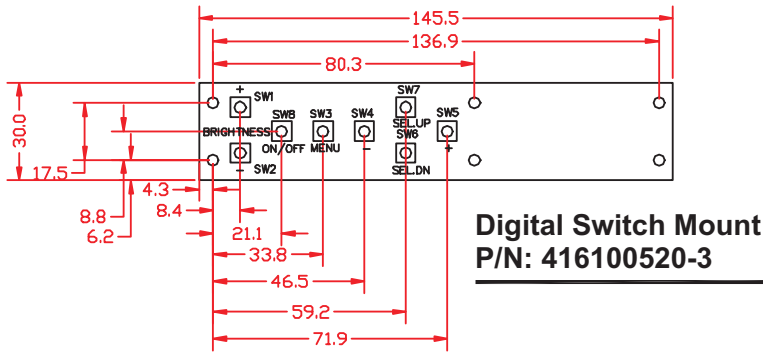 145.5
136.9
80.3
30.0
17.5
8.8
6.2
4.3
8.4
+
SW1
SW7
SEL.UP
SW8
SW3
SW4
SW5
BRIGHTNESS
ON/OFF
MENU
-
SW6
+
-
SW2
SEL.DN
21.1
33.8
46.5
59.2
71.9
Digital Switch Mount
P/N: 416100520-3